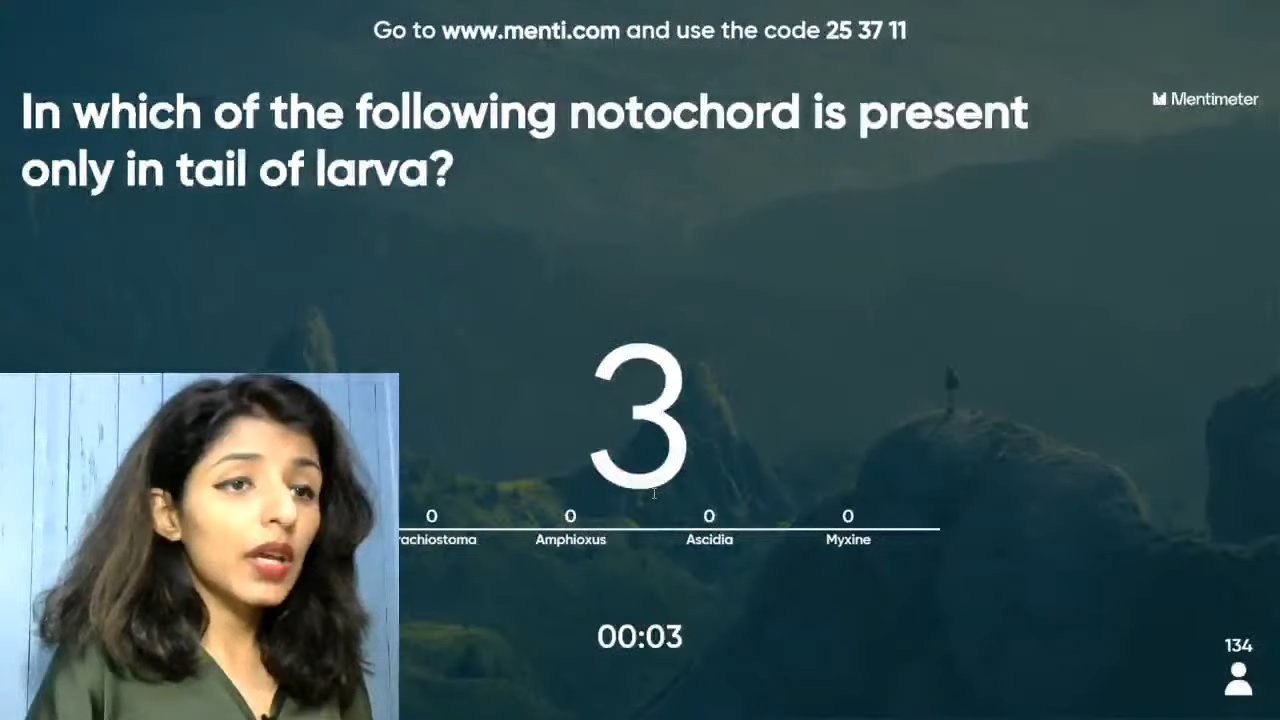 Go to www.menti.com and use the code 25 37 11
In which of the following notochord is present
only in tail of larva?
Mentimeter
3
0 0 0 0
rachiostoma Amphioxus Ascidia Myxine
00:03
134